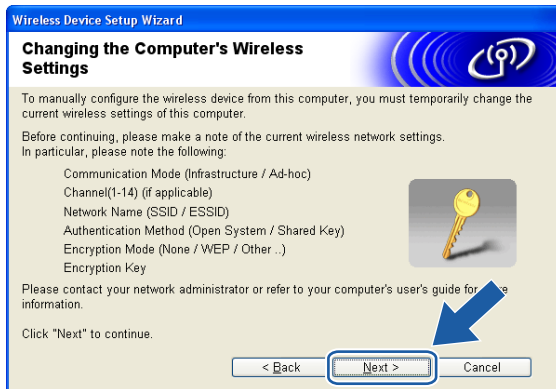 Wireless Device Setup Wizard
Changing the Computer's Wireless
Settings
To manually configure the wireless device from this computer, you must temporarily change the
current wireless settings of this computer.
Before continuing, please make a note of the current wireless network settings.
In particular, please note the following:
Communication Mode (Infrastructure / Ad-hoc)
Channel(1-14) (if applicable)
Network Name (SSID / ESSID)
Authentication Method (Open System / Shared Key)
Encryption Mode (None / WEP / Other ..)
Encryption Key
Please contact your network administrator or refer to your computer's user's guide for
information.
Click "Next" to continue.
< Back Next > Cancel